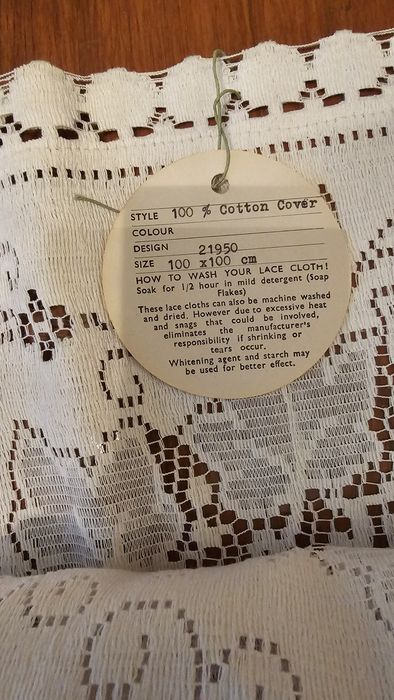 STYLE 100 % Cotton Cover
COLOUR
DESIGN 21950
SIZE 100 x100 cm
HOW TO WASH YOUR LACE CLOTH!
Soak for 1/2 hour in mild detergent (Soap
Flakes)
These lace cloths can also be machine washed
and dried. However due to excessive heat
and snags that could be involved,
eliminates the manufacturer's
responsibility if shrinking or
tears occur.
Whitening agent and starch may
be used for better effect.